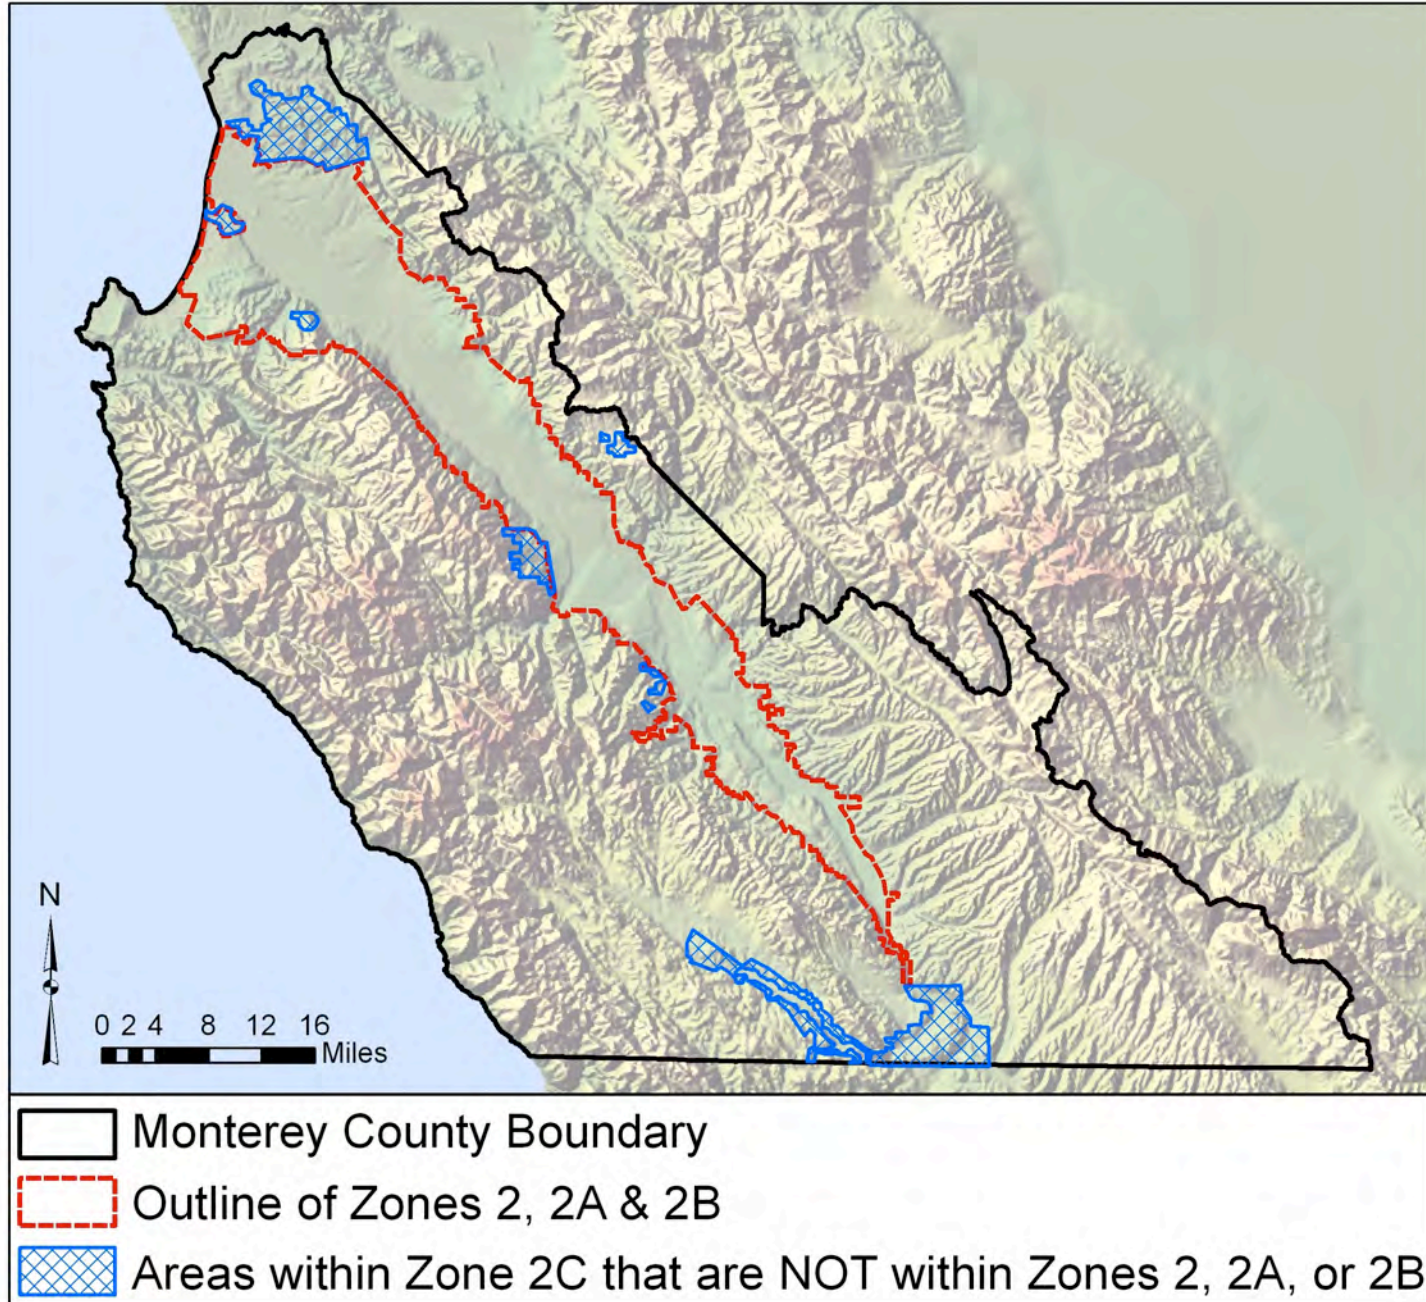 N
0 2 4 8 12 16
Miles
Monterey County Boundary
Outline of Zones 2, 2A & 2B
Areas within Zone 2C that are NOT within Zones 2, 2A, or 2B